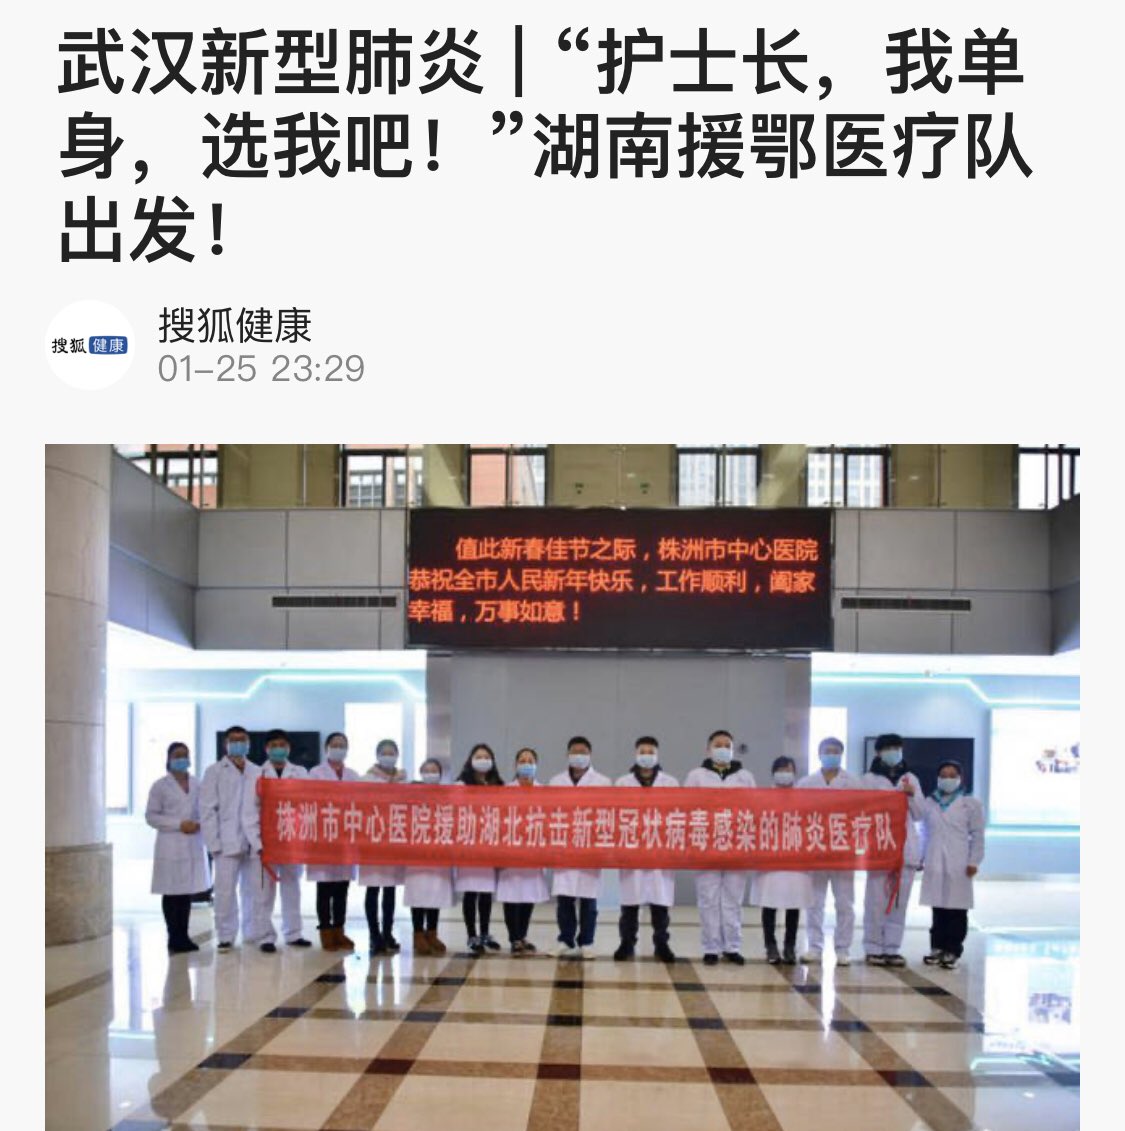 武汉新型肺炎 | “护士长，我单
身，选我吧！”湖南援鄂医疗队
出发！
搜狐健康
搜狐健康
01-25 23:29
值此新春佳节之际，株洲市中心医院
恭祝全市人民新年快乐，工作顺利，阖家
幸福，万事如意！
株洲市中心医院援助湖北抗击新型冠状病毒感染的肺炎医疗队